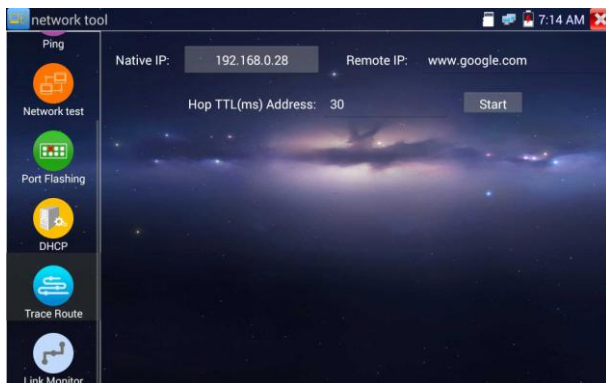 network tool
7:14 AM
Ping
Native IP: 192.168.0.28 Remote IP: www.google.com
Hop TTL(ms) Address: 30 Start
Network test
Port Flashing
DHCP
Trace Route
Link Monitor